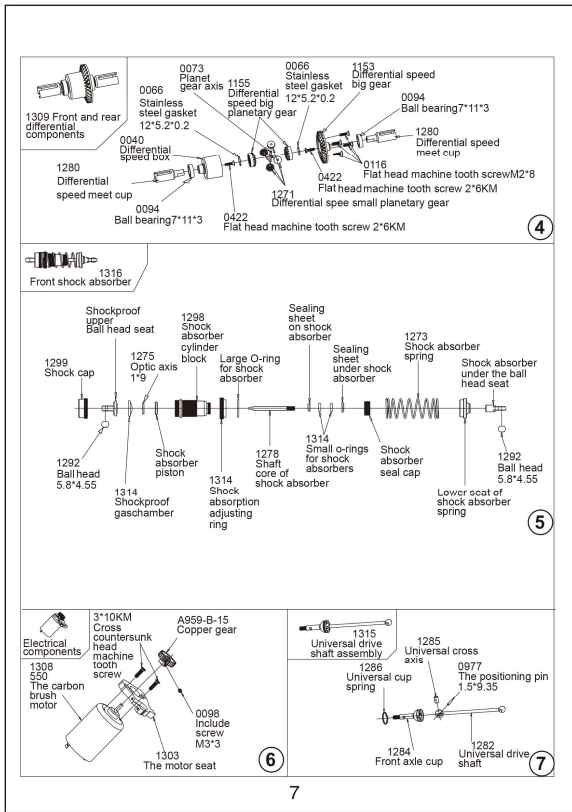 1309 Front and rear
differential
components
0073
Planet
gear axis
0066
Stainless
steel gasket
12*5.2*0.2
1155
Differential
speed big
planetary gear
0066
Stainless
steel gasket
12*5.2*0.2
1153
Differential speed
big gear
0094
Ball bearing7*11*3
1280
Differential speed
meet cup
0116
Flat head machine tooth screwM2*8
0422
Flat head machine tooth screw 2*6KM
1271
Differential spee small planetary gear
0040
Differential
speed box
1280
Differential
speed meet cup
0094
Ball bearing7*11*3
0422
Flat head machine tooth screw 2*6KM
4
1316
Front shock absorber
1299
Shock cap
Shockproof
upper
Ball head seat
1275
Optic axis
1*9
1298
Shock
absorber
cylinder
block
Large O-ring
for shock
absorber
Sealing
sheet
on shock
absorber
Sealing
sheet
under shock
absorber
1273
Shock absorber
spring
Shock absorber
under the ball
head seat
1292
Ball head
5.8*4.55
1314
Shockproof
gaschamber
Shock
absorber
piston
1314
Shock
absorption
adjusting
ring
1278
Shaft
core of
shock absorber
1314
Small o-rings
for shock
absorbers
Shock
absorber
seal cap
Lower seat of
shock absorber
spring
1292
Ball head
5.8*4.55
5
Electrical
components
3*10KM
Cross
countersunk
head
machine
tooth
screw
A959-B-15
Copper gear
1308
550
The carbon
brush
motor
0098
Include
screw
M3*3
1303
The motor seat
6
1315
Universal drive
shaft assembly
1285
Universal cross
axis
0977
The positioning pin
1.5*9.35
1286
Universal cup
spring
1284
Front axle cup
1282
Universal drive
shaft
7
7